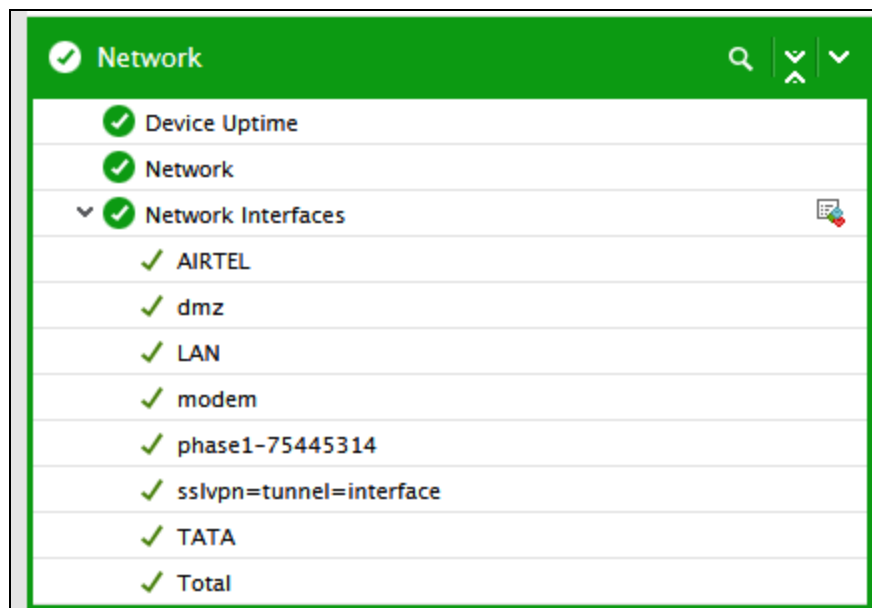 Network
Device Uptime
Network
Network Interfaces
AIRTEL
dmz
LAN
modem
phase1-75445314
sslvpn=tunnel=interface
TATA
Total